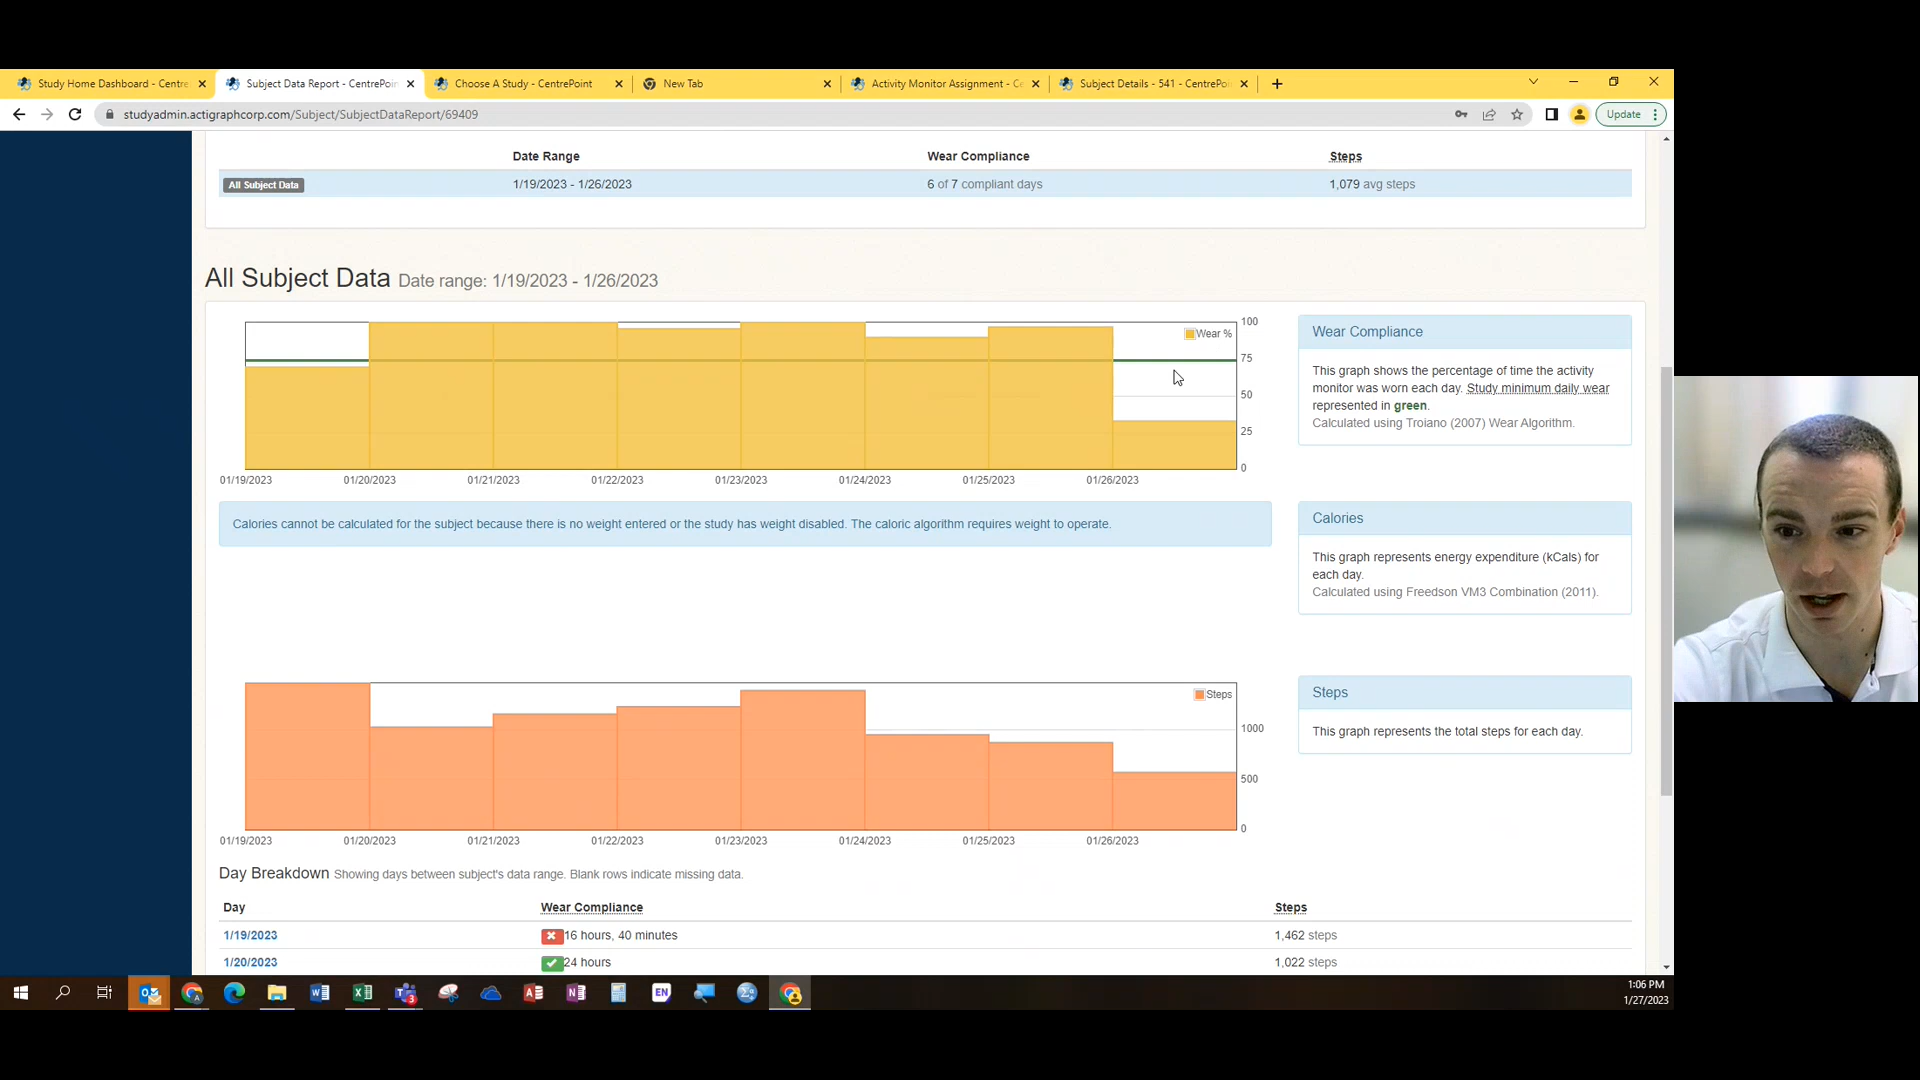 Study Home Dashboard - Centre
Subject Data Report - CentrePoin
Choose A Study - CentrePoint
New Tab
Activity Monitor Assignment - Ce
Subject Details - 541 - CentrePoi
studyadmin.actigraphcorp.com/Subject/SubjectDataReport/69409
Update
Date Range Wear Compliance Steps
All Subject Data 1/19/2023 - 1/26/2023 6 of 7 compliant days 1,079 avg steps
All Subject Data Date range: 1/19/2023 - 1/26/2023
Wear %
100
75
50
25
0
01/19/2023 01/20/2023 01/21/2023 01/22/2023 01/23/2023 01/24/2023 01/25/2023 01/26/2023
Wear Compliance
This graph shows the percentage of time the activity
monitor was worn each day. Study minimum daily wear
represented in green.
Calculated using Troiano (2007) Wear Algorithm.
Calories cannot be calculated for the subject because there is no weight entered or the study has weight disabled. The caloric algorithm requires weight to operate.
Calories
This graph represents energy expenditure (kCals) for
each day.
Calculated using Freedson VM3 Combination (2011).
Steps
1000
500
0
01/19/2023 01/20/2023 01/21/2023 01/22/2023 01/23/2023 01/24/2023 01/25/2023 01/26/2023
Steps
This graph represents the total steps for each day.
Day Breakdown Showing days between subject's data range. Blank rows indicate missing data.
Day Wear Compliance Steps
1/19/2023 16 hours, 40 minutes 1,462 steps
1/20/2023 24 hours 1,022 steps
EN
1:06 PM
1/27/2023